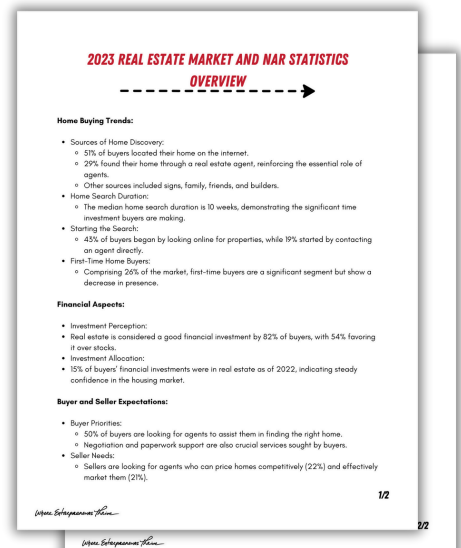 2023 REAL ESTATE MARKET AND NAR STATISTICS
OVERVIEW
Home Buying Trends:
• Sources of Home Discovery:
◦ 51% of buyers located their home on the internet.
◦ 29% found their home through a real estate agent, reinforcing the essential role of
agents.
◦ Other sources included signs, family, friends, and builders.
• Home Search Duration:
◦ The median home search duration is 10 weeks, demonstrating the significant time
investment buyers are making.
• Starting the Search:
◦ 43% of buyers began by looking online for properties, while 19% started by contacting
an agent directly.
• First-Time Home Buyers:
◦ Comprising 26% of the market, first-time buyers are a significant segment but show a
decrease in presence.
Financial Aspects:
• Investment Perception:
• Real estate is considered a good financial investment by 82% of buyers, with 54% favoring
it over stocks.
• Investment Allocation:
• 15% of buyers' financial investments were in real estate as of 2022, indicating steady
confidence in the housing market.
Buyer and Seller Expectations:
• Buyer Priorities:
◦ 50% of buyers are looking for agents to assist them in finding the right home.
◦ Negotiation and paperwork support are also crucial services sought by buyers.
• Seller Needs:
◦ Sellers are looking for agents who can price homes competitively (22%) and effectively
market them (21%).
1/2
Where Entrepreneurs Thrive
2/2
Where Entrepreneurs Thrive